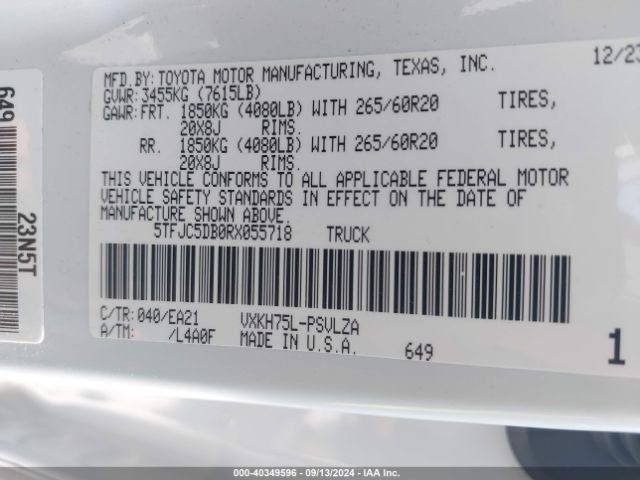 MFD.BY:TOYOTA MOTOR MANUFACTURING, TEXAS, INC. 12/23
GVWR:3455KG (7615LB)
GAWR:FRT. 1850KG (4080LB) WITH 265/60R20 TIRES,
20X8J RIMS.
RR. 1850KG (4080LB) WITH 265/60R20 TIRES,
20X8J RIMS.
THIS VEHICLE CONFORMS TO ALL APPLICABLE FEDERAL MOTOR
VEHICLE SAFETY STANDARDS IN EFFECT ON THE DATE OF
MANUFACTURE SHOWN ABOVE.
5TFJC5DB0RX055718 TRUCK
C/TR:040/EA21 VXKH75L-PSVLZA
A/TM: /L4A0F MADE IN U.S.A. 649
1
649
23N5T
000-40349596 - 09/13/2024 - IAA Inc.